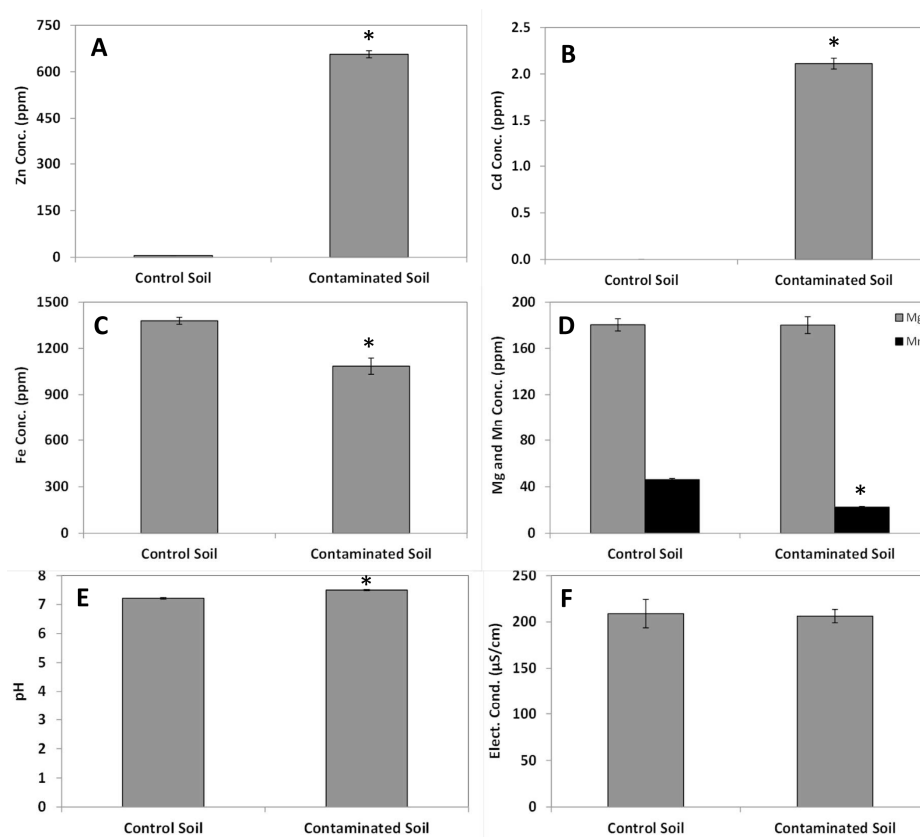 A
*
Zn Conc. (ppm)
750
600
450
300
150
0
Control Soil
Contaminated Soil
B
*
Cd Conc. (ppm)
2.5
2.0
1.5
1.0
0.5
0.0
Control Soil
Contaminated Soil
C
*
Fe Conc. (ppm)
1500
1200
900
600
300
0
Control Soil
Contaminated Soil
D
Mg
*
Mg and Mn Conc. (ppm)
200
160
120
80
40
0
Control Soil
Contaminated Soil
E
*
pH
8
7
6
5
4
3
2
1
0
Control Soil
Contaminated Soil
F
Elect. Cond. (µS/cm)
250
200
150
100
50
0
Control Soil
Contaminated Soil